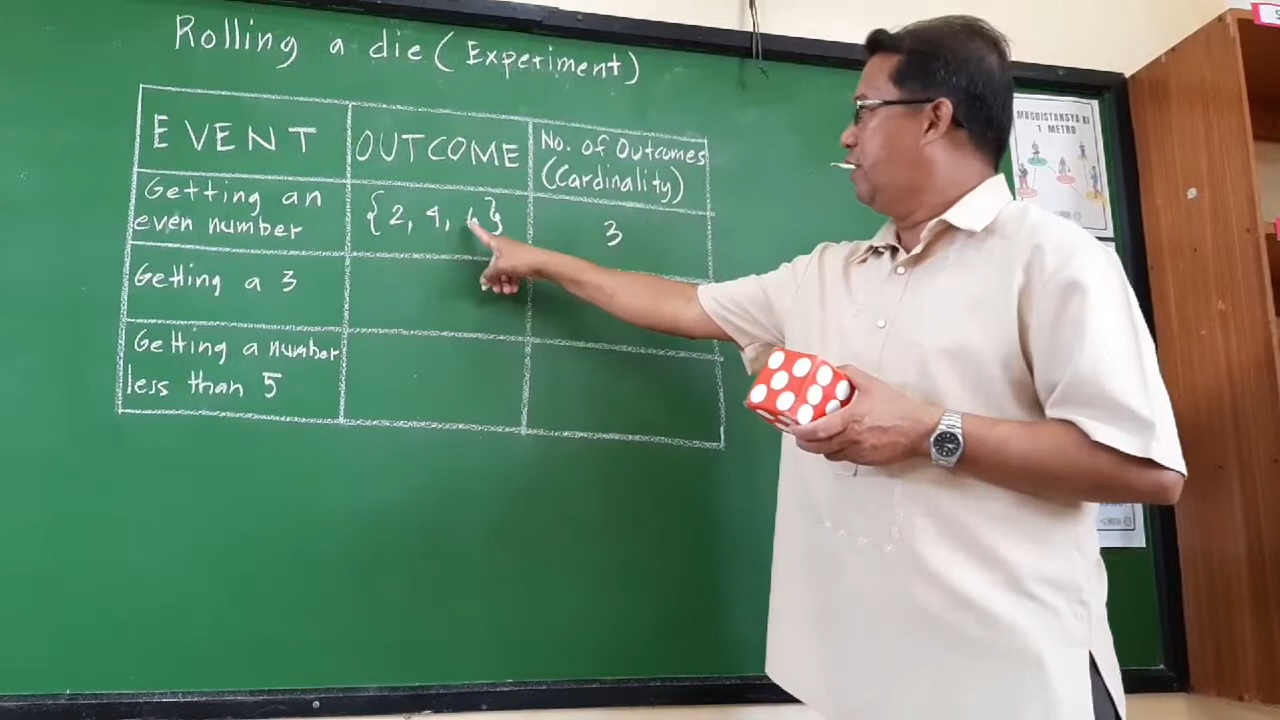 Rolling a die (Experiment)
EVENT
OUTCOME
No. of Outcomes
(Cardinality)
Getting an
even number
{2, 4, 6}
3
Getting a 3
Getting a number
less than 5
MAGDISTANSYA
1 METRO